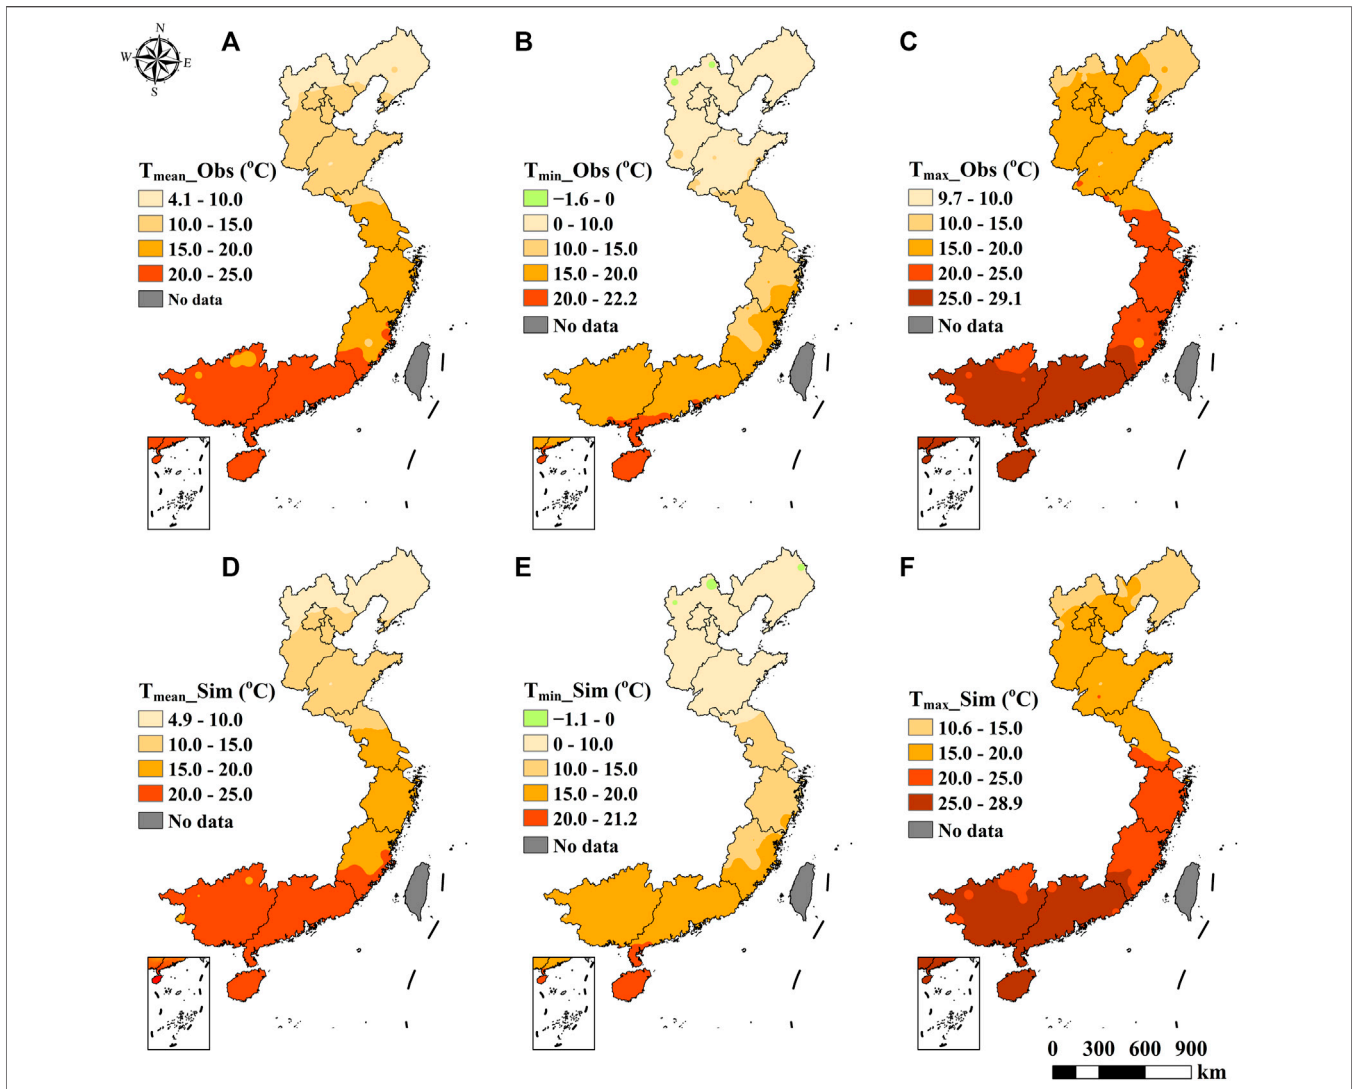 N
W E
S
A
T_mean_Obs (°C)
4.1 - 10.0
10.0 - 15.0
15.0 - 20.0
20.0 - 25.0
No data
B
T_min_Obs (°C)
−1.6 - 0
0 - 10.0
10.0 - 15.0
15.0 - 20.0
20.0 - 22.2
No data
C
T_max_Obs (°C)
9.7 - 10.0
10.0 - 15.0
15.0 - 20.0
20.0 - 25.0
25.0 - 29.1
No data
D
T_mean_Sim (°C)
4.9 - 10.0
10.0 - 15.0
15.0 - 20.0
20.0 - 25.0
No data
E
T_min_Sim (°C)
−1.1 - 0
0 - 10.0
10.0 - 15.0
15.0 - 20.0
20.0 - 21.2
No data
F
T_max_Sim (°C)
10.6 - 15.0
15.0 - 20.0
20.0 - 25.0
25.0 - 28.9
No data
0 300 600 900
km